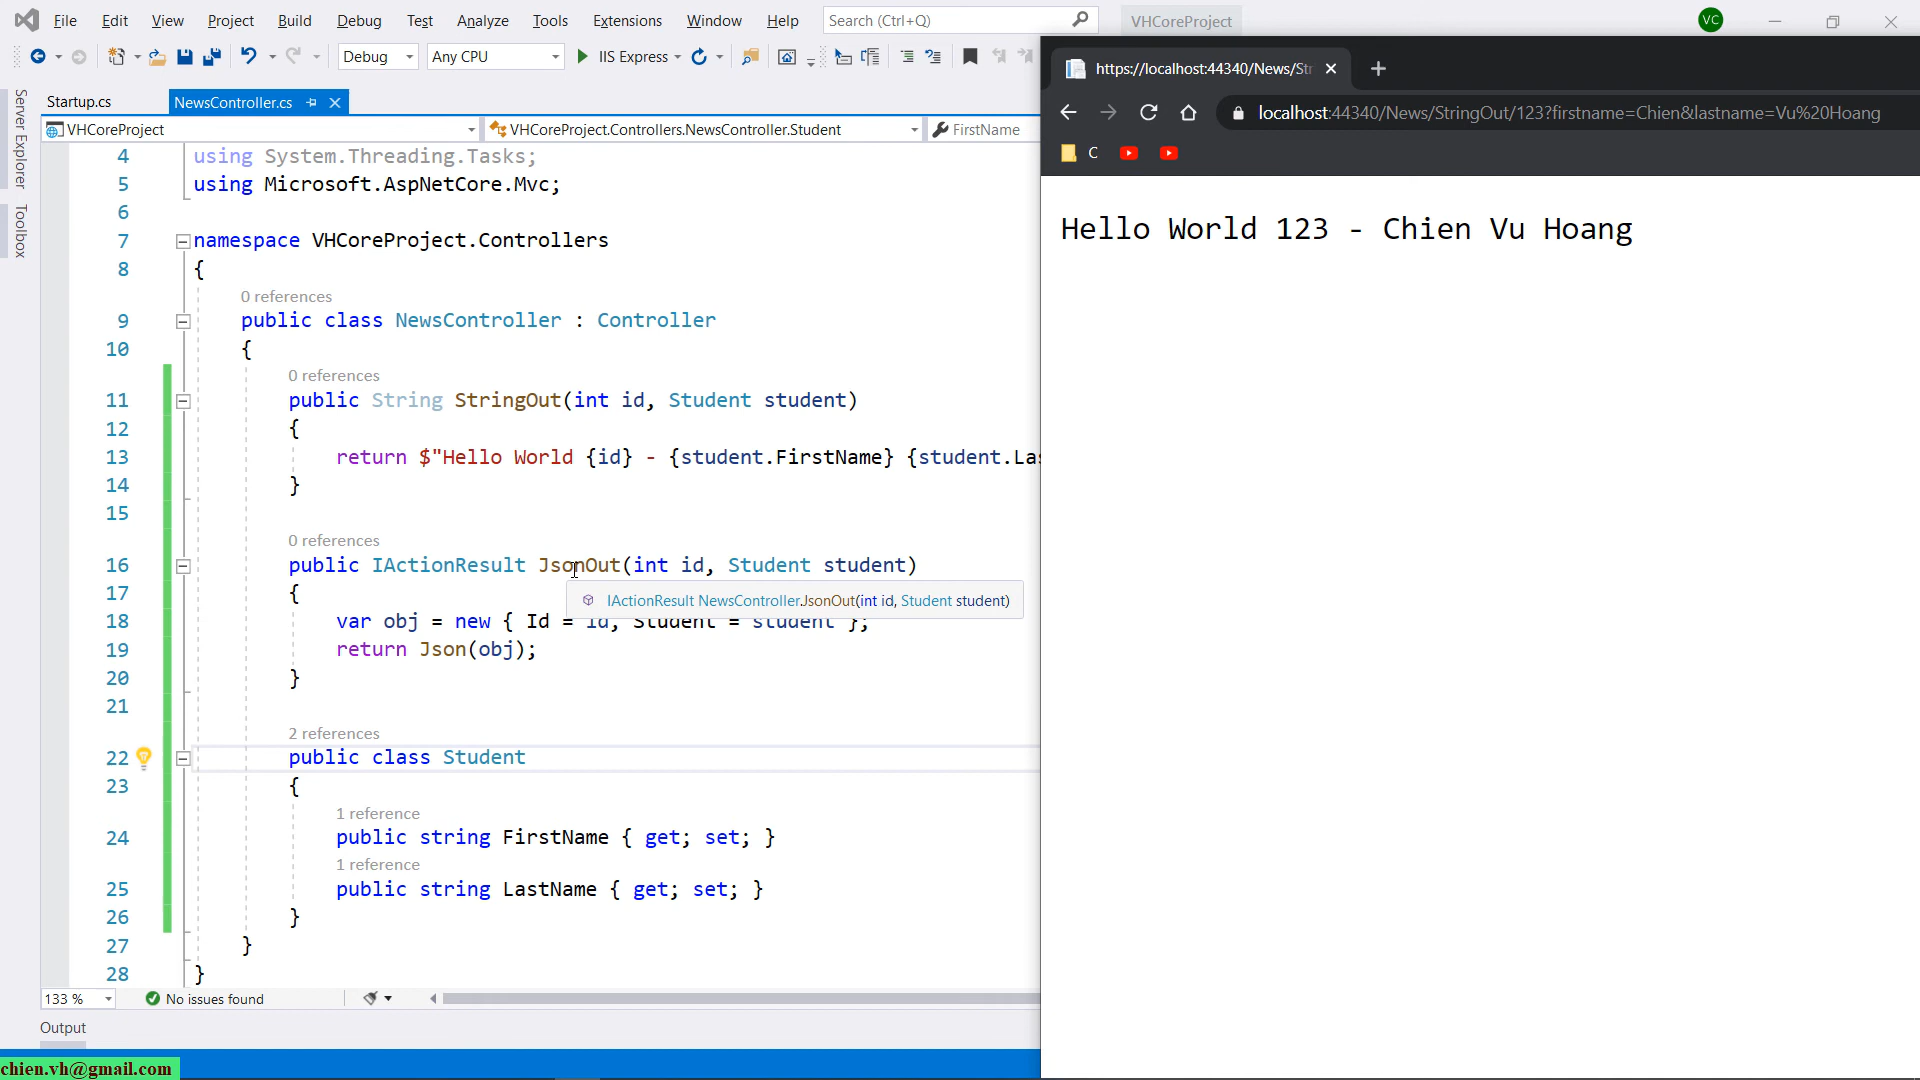 File Edit View Project Build Debug Test Analyze Tools Extensions Window Help Search (Ctrl+Q) VHCoreProject VC
Debug Any CPU IIS Express
Server Explorer
Toolbox
Startup.cs NewsController.cs
VHCoreProject VHCoreProject.Controllers.NewsController.Student FirstName
4 using System.Threading.Tasks;
5 using Microsoft.AspNetCore.Mvc;
6
7 namespace VHCoreProject.Controllers
8 {
0 references
9 public class NewsController : Controller
10 {
0 references
11 public String StringOut(int id, Student student)
12 {
13 return $"Hello World {id} - {student.FirstName} {student.La
14 }
15
0 references
16 public IActionResult JsonOut(int id, Student student)
17 {
IActionResult NewsController.JsonOut(int id, Student student)
18 var obj = new { Id = id, Student = student };
19 return Json(obj);
20 }
21
2 references
22 public class Student
23 {
1 reference
24 public string FirstName { get; set; }
1 reference
25 public string LastName { get; set; }
26 }
27 }
28 }
133 % No issues found
Output
chien.vh@gmail.com
https://localhost:44340/News/Str
localhost:44340/News/StringOut/123?firstname=Chien&lastname=Vu%20Hoang
C
Hello World 123 - Chien Vu Hoang